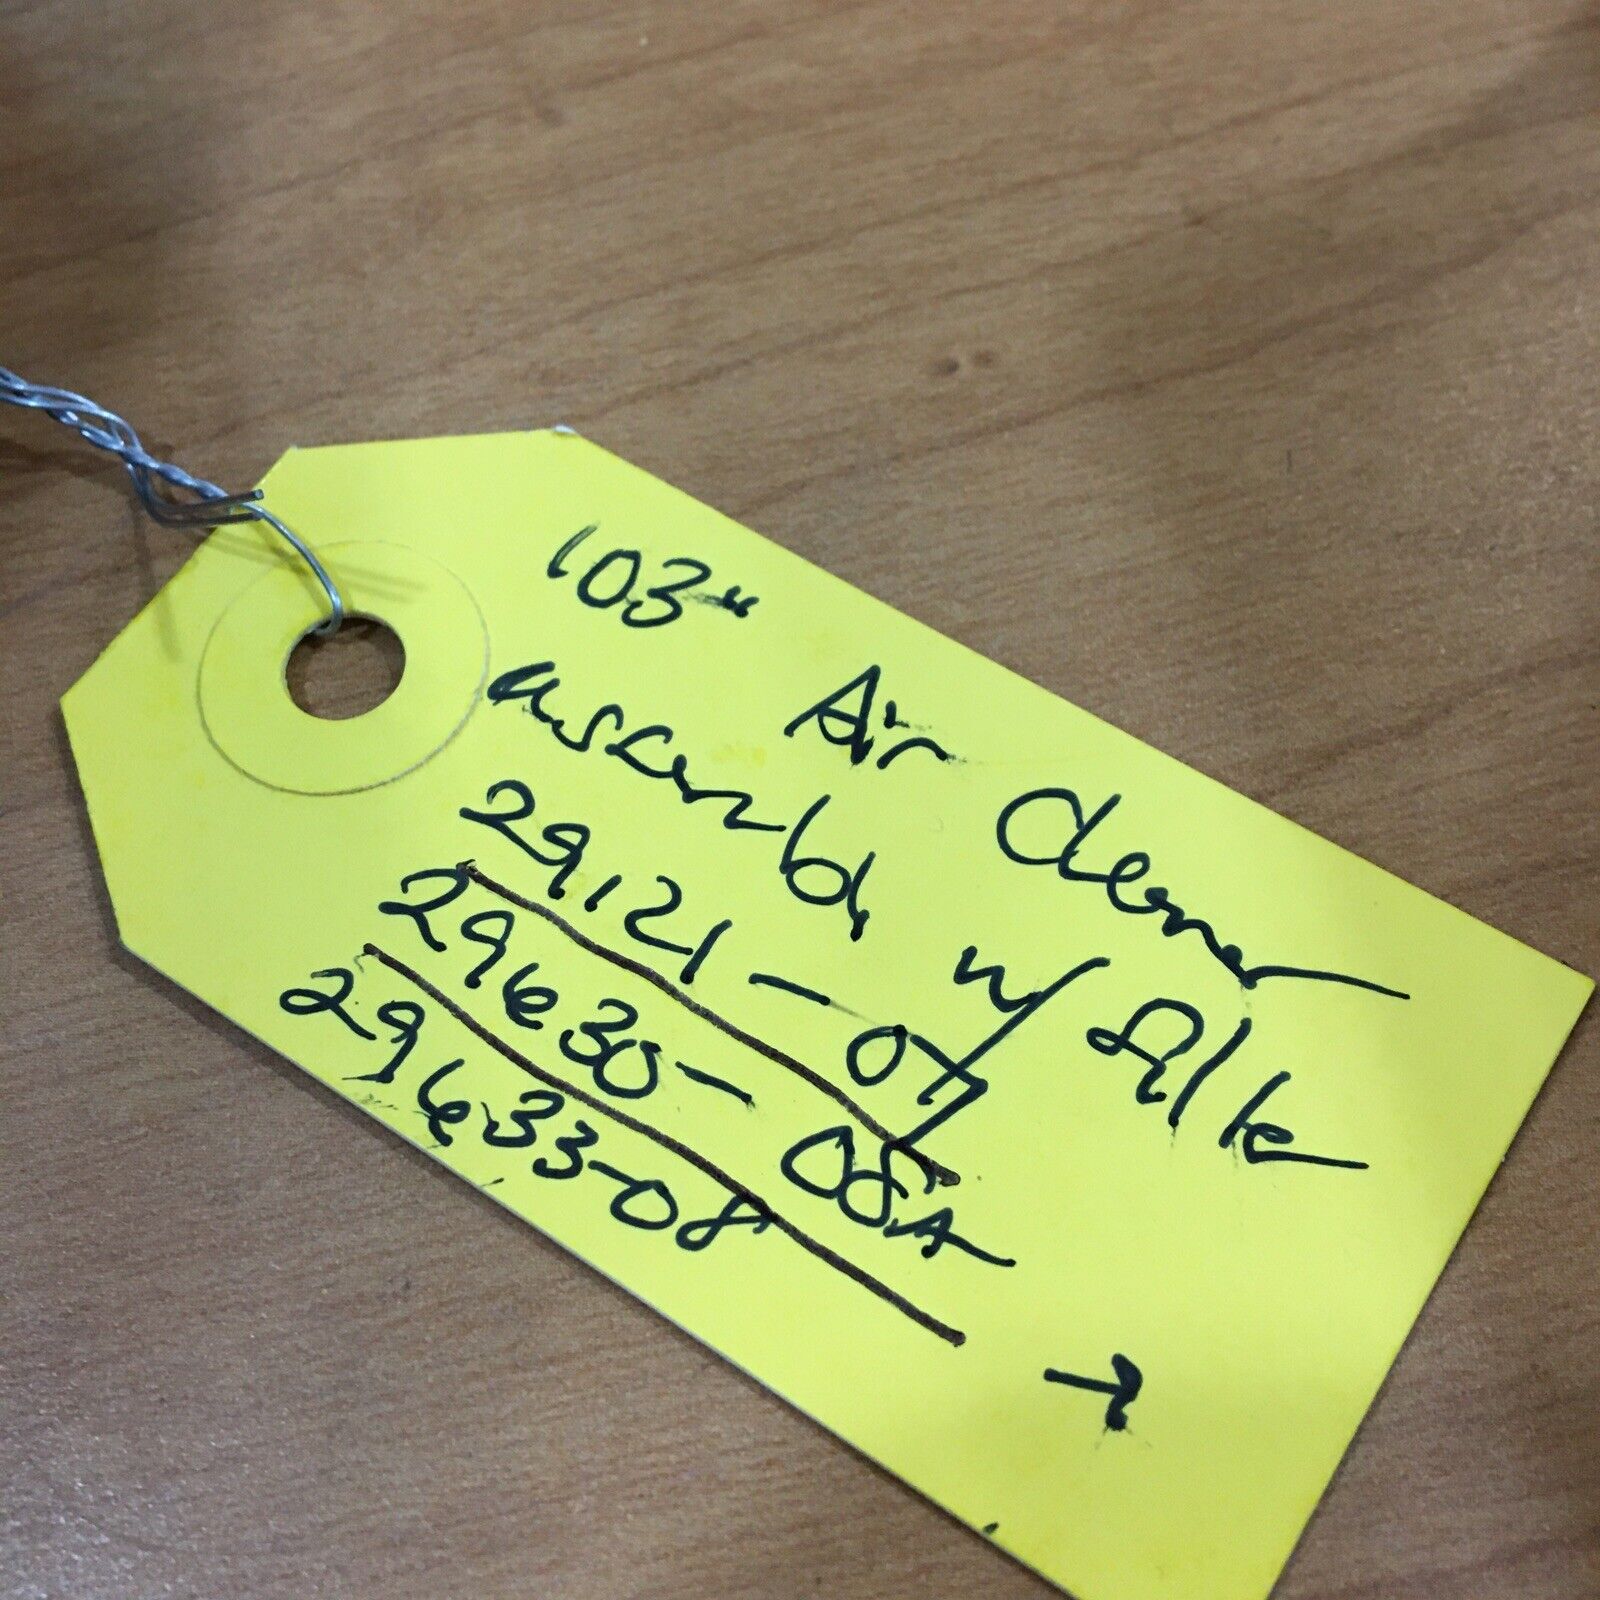 103" Air Cleaner
assembly w/ filter
29121-07
29630-08A
29633-08
→